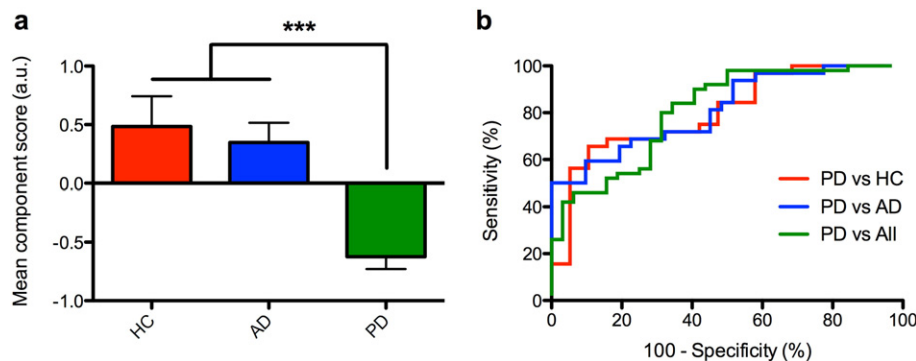 a
***
Mean component score (a.u.)
1.0
0.5
0.0
-0.5
-1.0
HC
AD
PD
b
Sensitivity (%)
100
80
60
40
20
0
PD vs HC
PD vs AD
PD vs All
0 20 40 60 80 100
100 - Specificity (%)